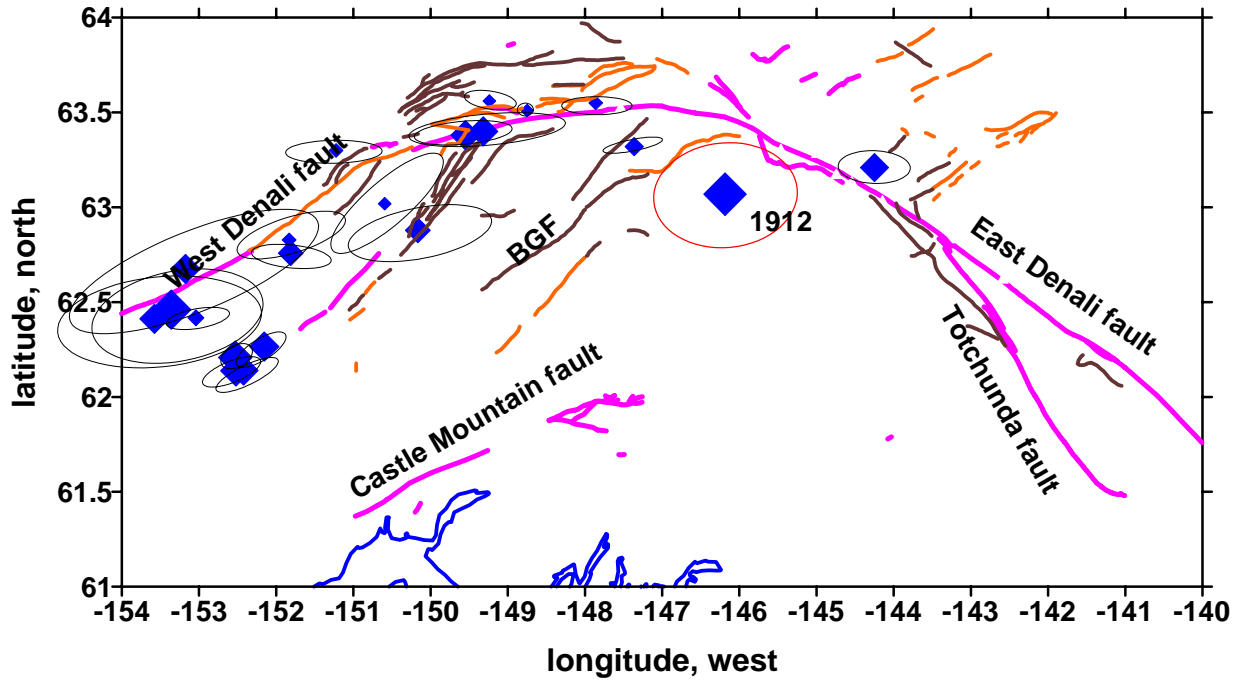 64
63.5
63
62.5
62
61.5
61
latitude, north
West Denali fault
BGF
1912
East Denali fault
Totchunda fault
Castle Mountain fault
-154 -153 -152 -151 -150 -149 -148 -147 -146 -145 -144 -143 -142 -141 -140
longitude, west